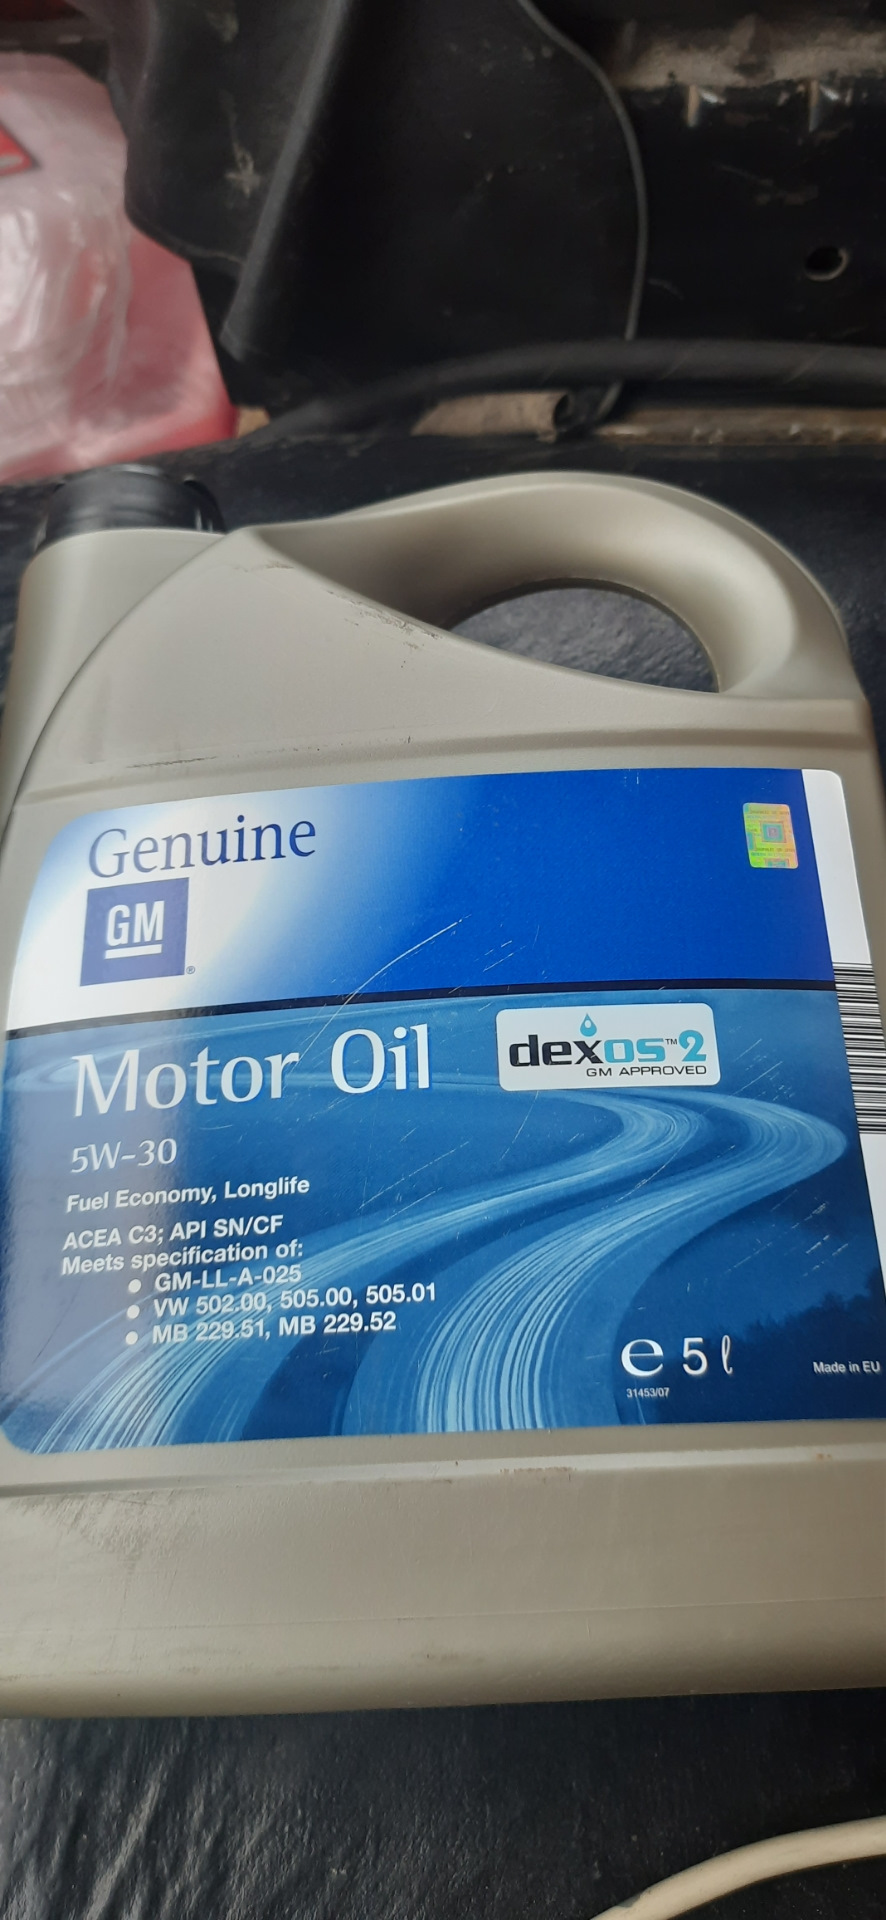 Genuine
GM
®
Motor Oil
dexos™2
GM APPROVED
5W-30
Fuel Economy, Longlife
ACEA C3; API SN/CF
Meets specification of:
● GM-LL-A-025
● VW 502.00, 505.00, 505.01
● MB 229.51, MB 229.52
e 5 ℓ
31453/07
Made in EU